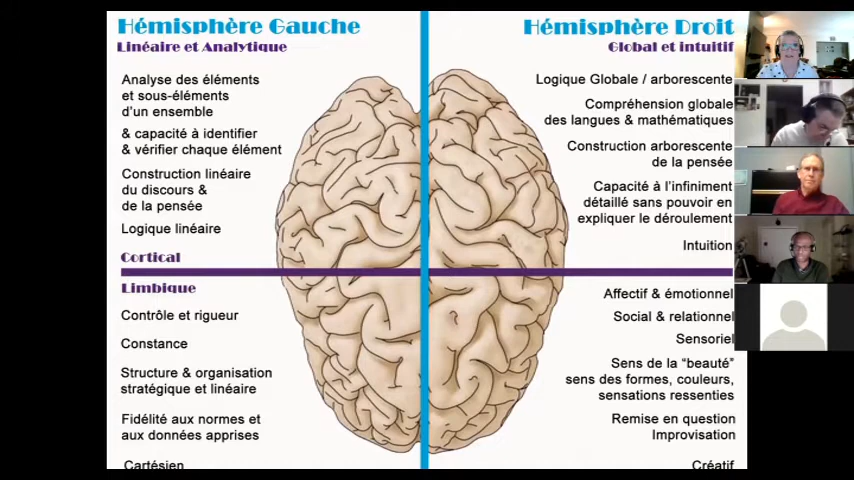 Hémisphère Gauche
Linéaire et Analytique
Analyse des éléments
et sous-éléments
d'un ensemble
& capacité à identifier
& vérifier chaque élément
Construction linéaire
du discours &
de la pensée
Logique linéaire
Cortical
Limbique
Contrôle et rigueur
Constance
Structure & organisation
stratégique et linéaire
Fidélité aux normes et
aux données apprises
Cartésien
Hémisphère Droit
Global et intuitif
Logique Globale / arborescente
Compréhension globale
des langues & mathématiques
Construction arborescente
de la pensée
Capacité à l'infiniment
détaillé sans pouvoir en
expliquer le déroulement
Intuition
Affectif & émotionnel
Social & relationnel
Sensoriel
Sens de la “beauté”
sens des formes, couleurs,
sensations ressenties
Remise en question
Improvisation
Créatif